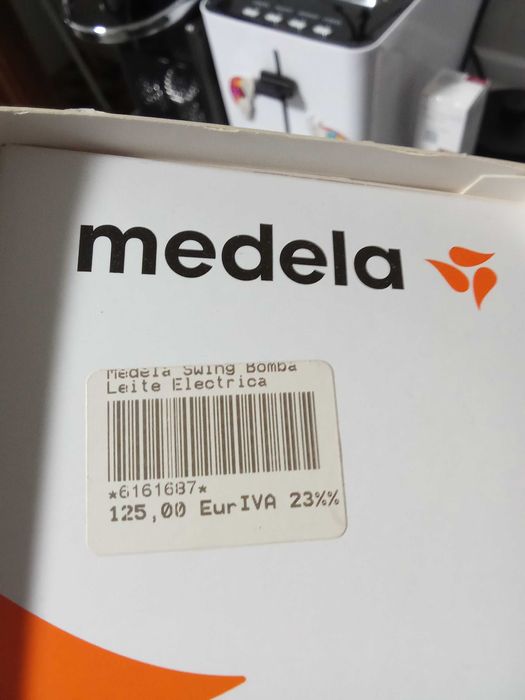 medela
Medela Swing Bomba
Leite Electrica
*6161687*
125,00 EurIVA 23%%